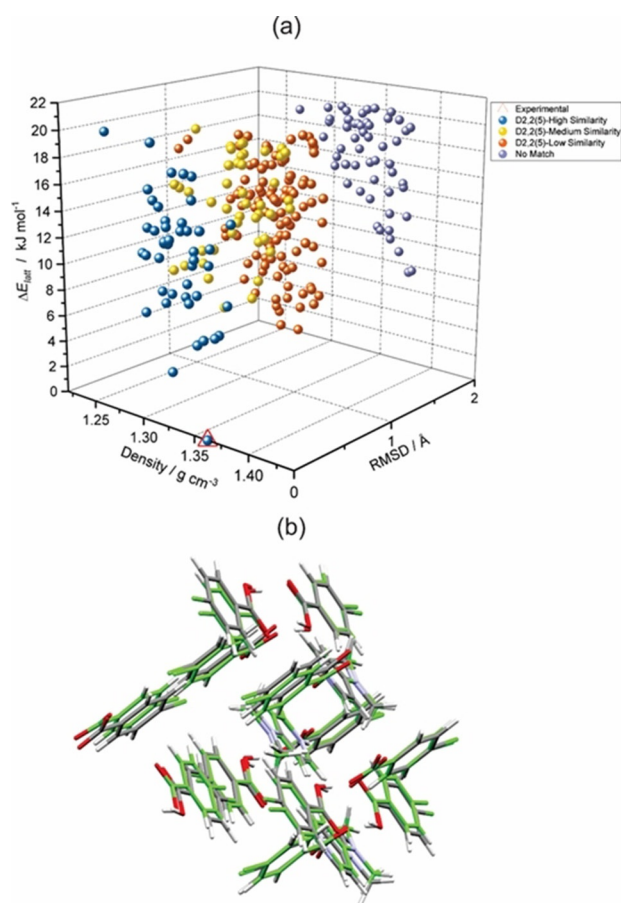 (a)
Experimental
D2,2(5)-High Similarity
D2,2(5)-Medium Similarity
D2,2(5)-Low Similarity
No Match
22
20
18
16
14
12
10
8
6
4
2
0
ΔElatt / kJ mol⁻¹
1.25
1.30
1.35
1.40
Density / g cm⁻³
0
1
2
RMSD / Å
(b)